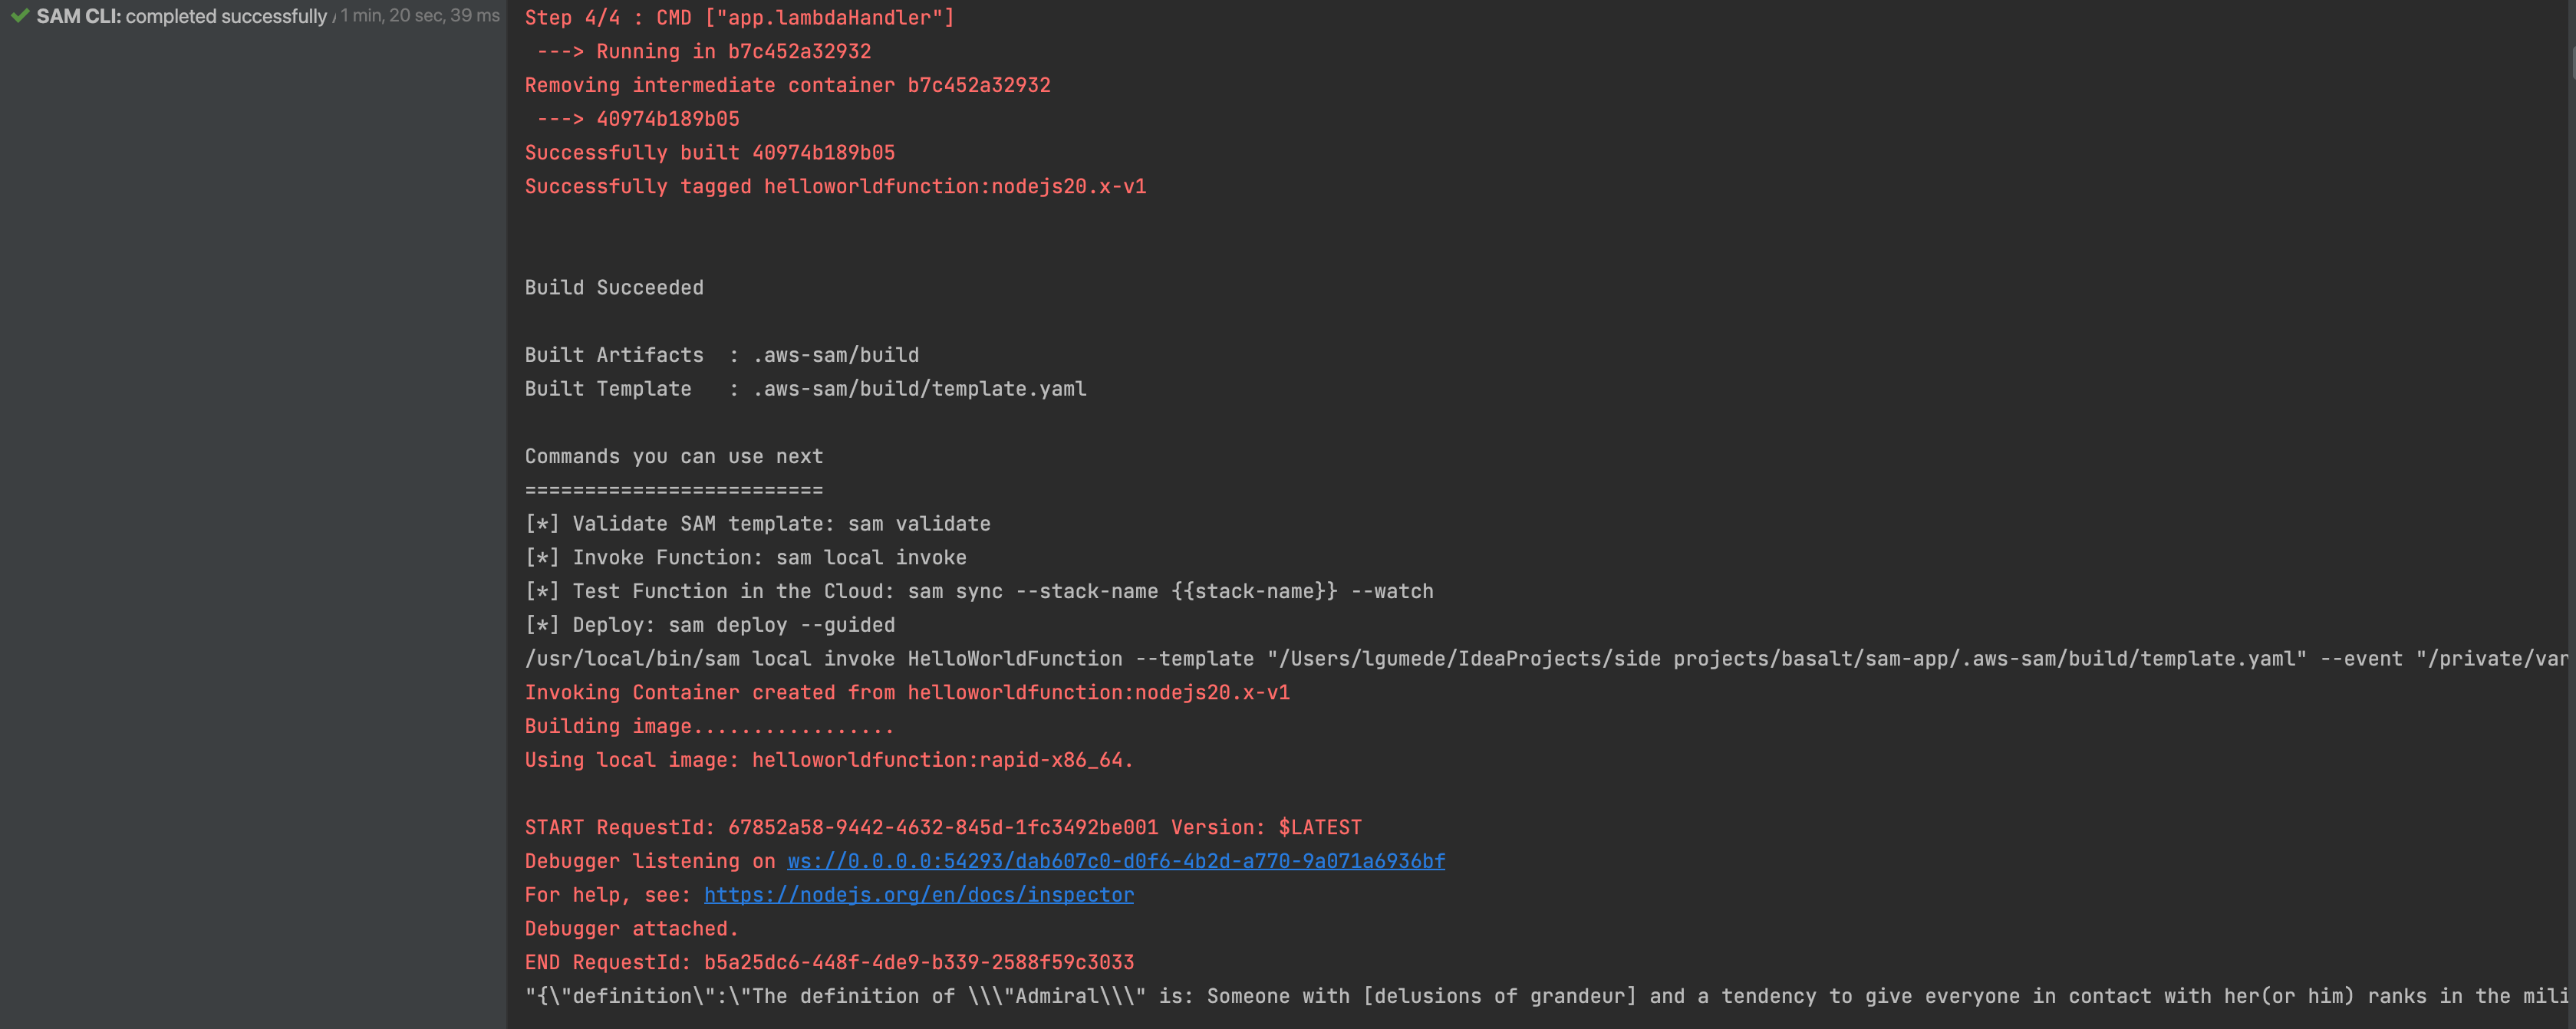 SAM CLI: completed successfully 1 min, 20 sec, 39 ms
Step 4/4 : CMD ["app.lambdaHandler"]
 ---> Running in b7c452a32932
Removing intermediate container b7c452a32932
 ---> 40974b189b05
Successfully built 40974b189b05
Successfully tagged helloworldfunction:nodejs20.x-v1
Build Succeeded
Built Artifacts  : .aws-sam/build
Built Template   : .aws-sam/build/template.yaml
Commands you can use next
=========================
[*] Validate SAM template: sam validate
[*] Invoke Function: sam local invoke
[*] Test Function in the Cloud: sam sync --stack-name {{stack-name}} --watch
[*] Deploy: sam deploy --guided
/usr/local/bin/sam local invoke HelloWorldFunction --template "/Users/lgumede/IdeaProjects/side projects/basalt/sam-app/.aws-sam/build/template.yaml" --event "/private/var
Invoking Container created from helloworldfunction:nodejs20.x-v1
Building image.................
Using local image: helloworldfunction:rapid-x86_64.
START RequestId: 67852a58-9442-4632-845d-1fc3492be001 Version: $LATEST
Debugger listening on ws://0.0.0.0:54293/dab607c0-d0f6-4b2d-a770-9a071a6936bf
For help, see: https://nodejs.org/en/docs/inspector
Debugger attached.
END RequestId: b5a25dc6-448f-4de9-b339-2588f59c3033
"{\"definition\":\"The definition of \\\"Admiral\\\" is: Someone with [delusions of grandeur] and a tendency to give everyone in contact with her(or him) ranks in the mili